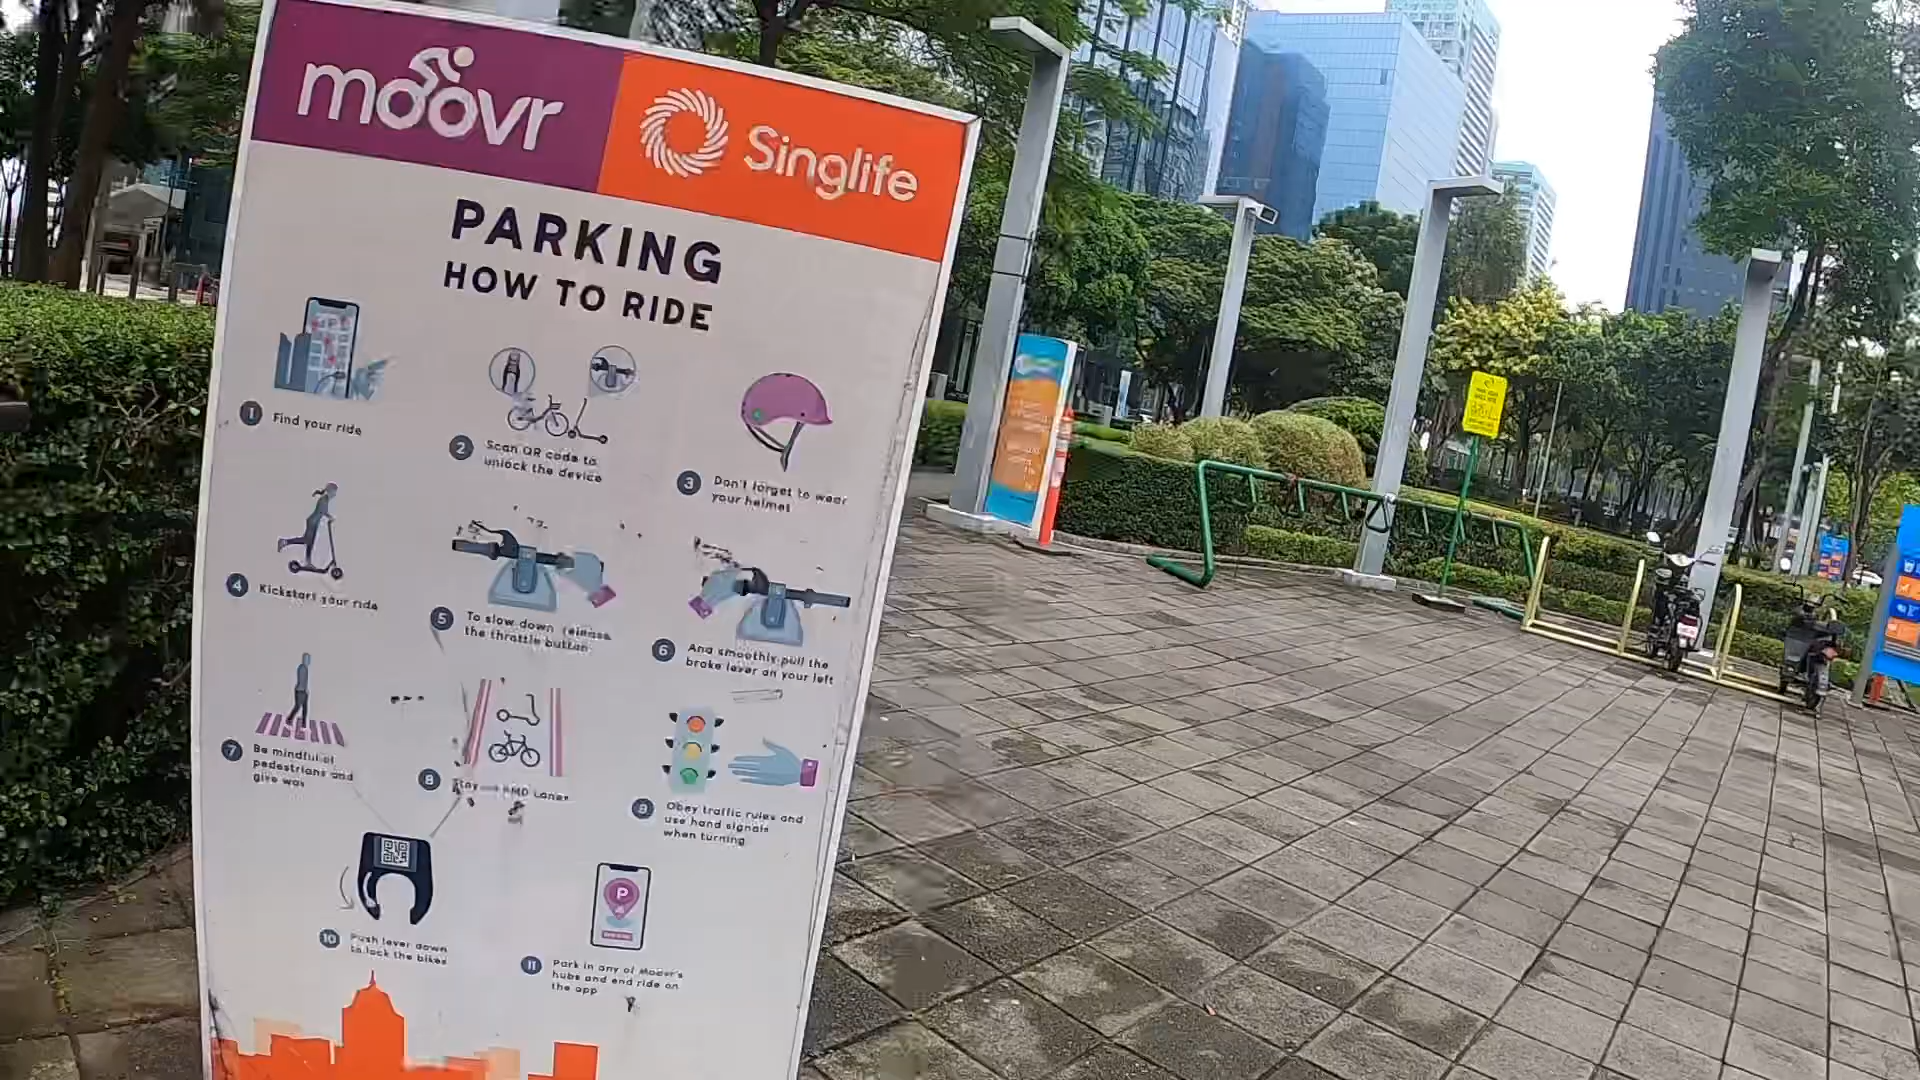 moovr
Singlife
PARKING
HOW TO RIDE
1 Find your ride
2 Scan QR code to
unlock the device
3 Don't forget to wear
your helmet
4 Kickstart your ride
5 To slow down release
the throttle button
6 And smoothly pull the
brake lever on your left
7 Be mindful of
pedestrians and
give way
8 Stay PMD Lanes
9 Obey traffic rules and
use hand signals
when turning
10 Push lever down
to lock the bikes
P
11 Park in any of Moovr's
hubs and end ride on
the app